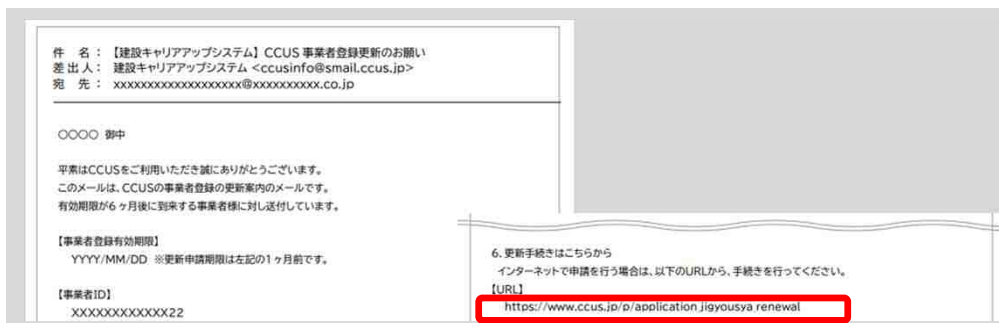 件　名：【建設キャリアアップシステム】CCUS 事業者登録更新のお願い
差出人：建設キャリアアップシステム <ccusinfo@smail.ccus.jp>
宛　先：xxxxxxxxxxxxxxxxxxx@xxxxxxxxxx.co.jp
○○○○ 御中
平素はCCUSをご利用いただき誠にありがとうございます。
このメールは、CCUSの事業者登録の更新案内のメールです。
有効期限が6ヶ月後に到来する事業者様に対し送付しています。
【事業者登録有効期限】
YYYY/MM/DD ※更新申請期限は左記の1ヶ月前です。
【事業者ID】
XXXXXXXXXXXX22
6．更新手続きはこちらから
インターネットで申請を行う場合は、以下のURLから、手続きを行ってください。
【URL】
https://www.ccus.jp/p/application_jigyousya_renewal